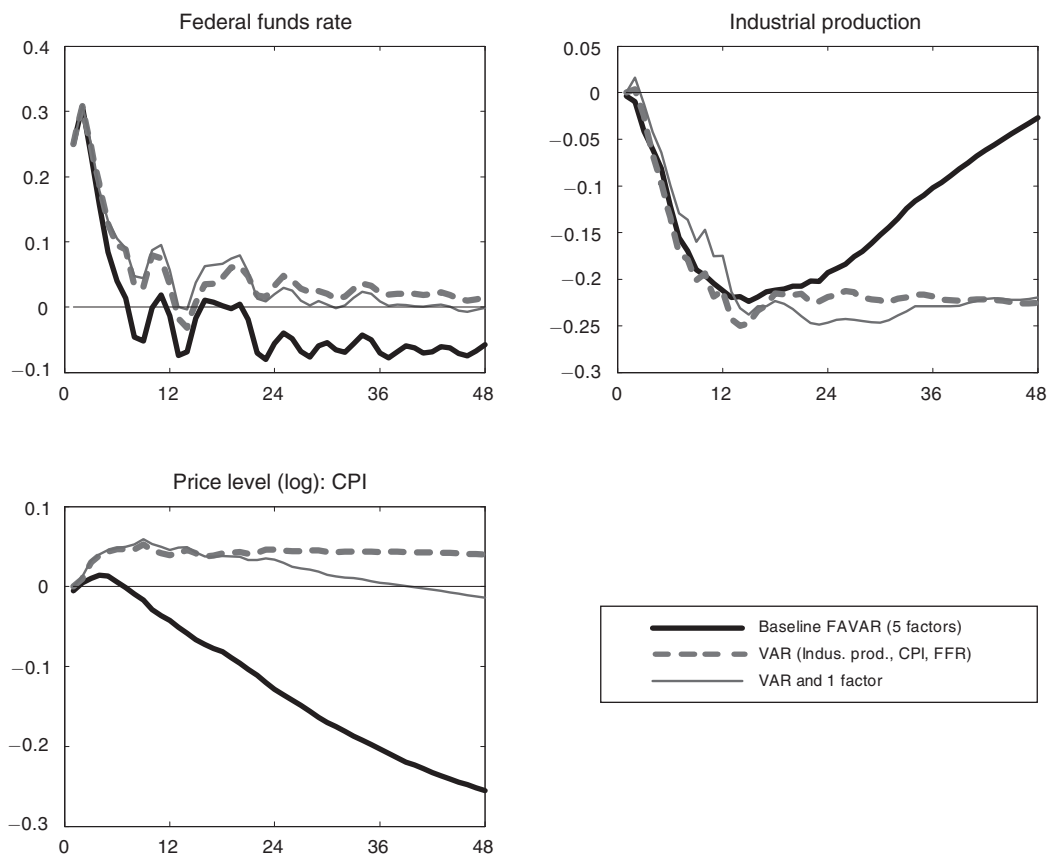 Federal funds rate
0.4
0.3
0.2
0.1
0
−0.1
0 12 24 36 48
Industrial production
0.05
0
−0.05
−0.1
−0.15
−0.2
−0.25
−0.3
0 12 24 36 48
Price level (log): CPI
0.1
0
−0.1
−0.2
−0.3
0 12 24 36 48
Baseline FAVAR (5 factors)
VAR (Indus. prod., CPI, FFR)
VAR and 1 factor